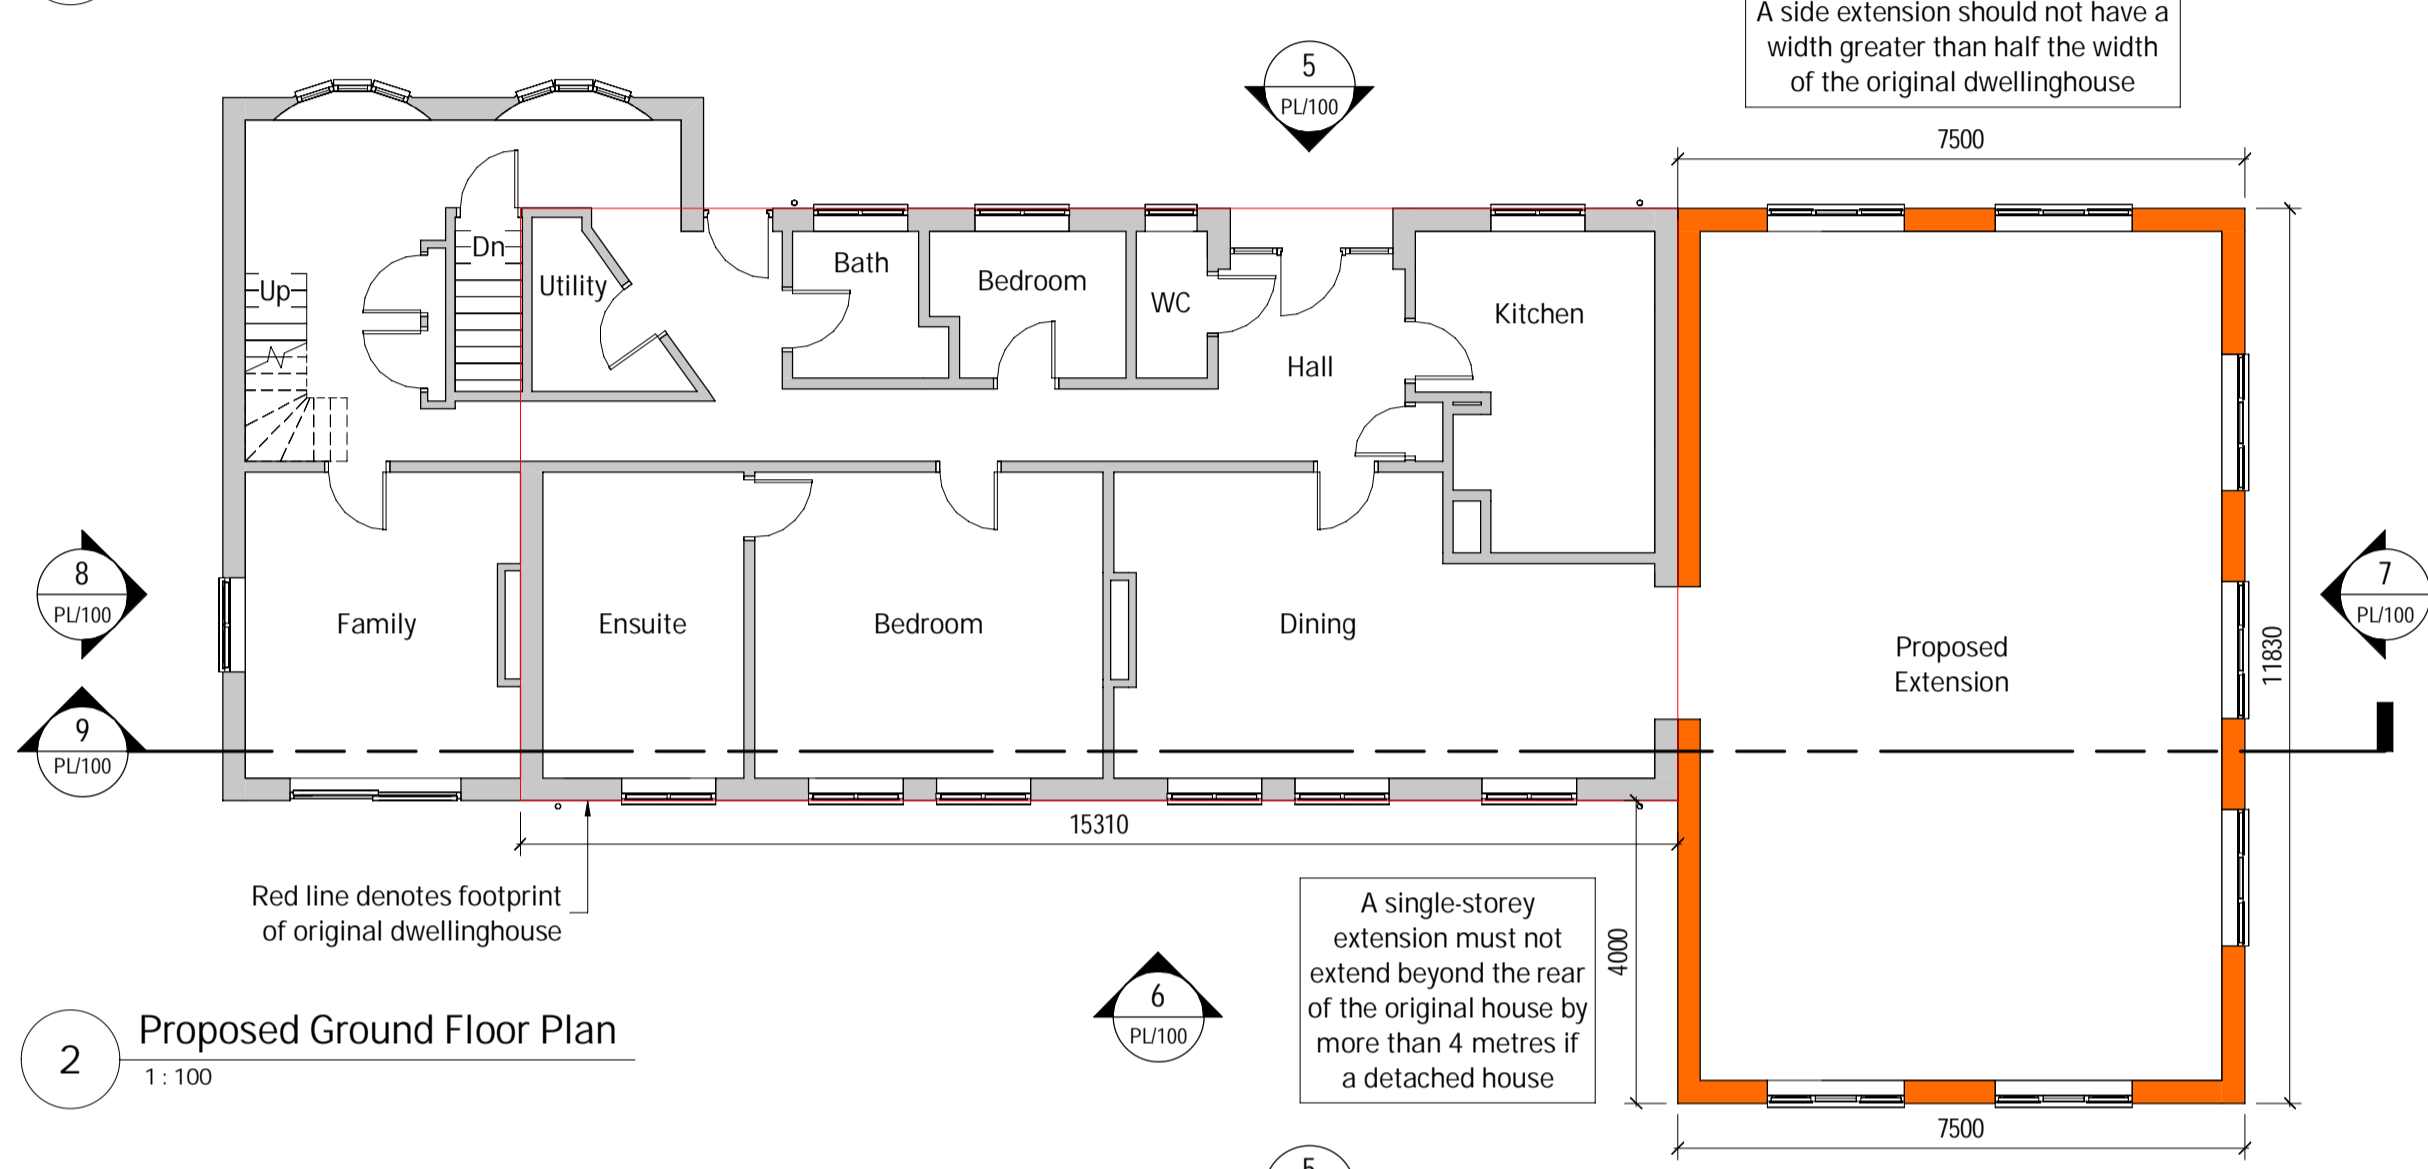 A side extension should not have a
width greater than half the width
of the original dwellinghouse
5
PL/100
7500
Dn
Up
Utility
Bath
Bedroom
WC
Hall
Kitchen
8
PL/100
Family
Ensuite
Bedroom
Dining
Proposed
Extension
11830
7
PL/100
9
PL/100
15310
Red line denotes footprint
of original dwellinghouse
A single-storey
extension must not
extend beyond the rear
of the original house by
more than 4 metres if
a detached house
4000
6
PL/100
2
Proposed Ground Floor Plan
1 : 100
7500
5